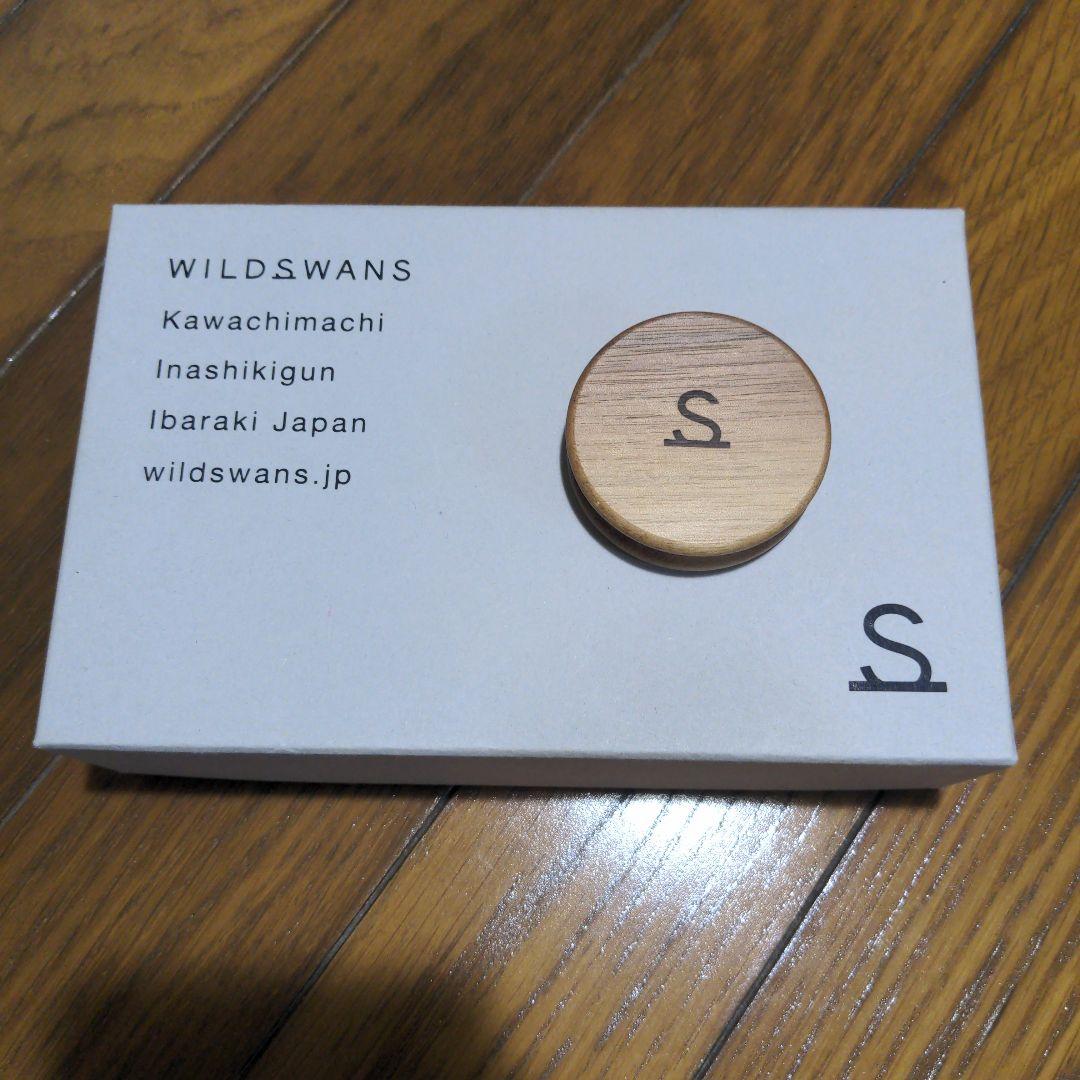 WILDSWANS
Kawachimachi
Inashikigun
Ibaraki Japan
wildswans.jp
S
S